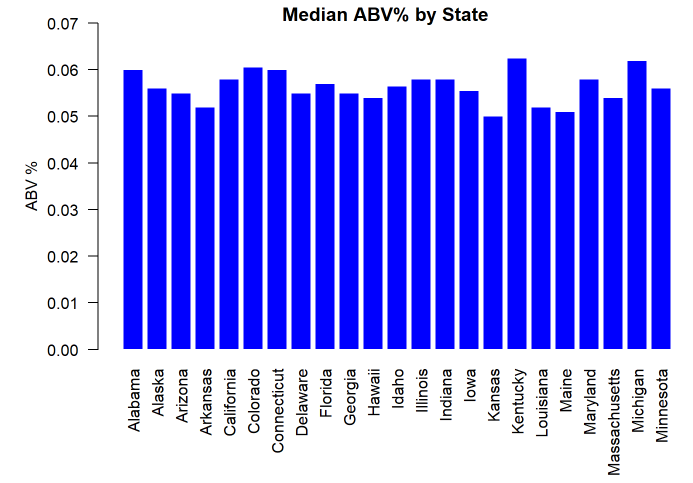 Median ABV% by State
ABV %
0.07
0.06
0.05
0.04
0.03
0.02
0.01
0.00
Alabama
Alaska
Arizona
Arkansas
California
Colorado
Connecticut
Delaware
Florida
Georgia
Hawaii
Idaho
Illinois
Indiana
Iowa
Kansas
Kentucky
Louisiana
Maine
Maryland
Massachusetts
Michigan
Minnesota